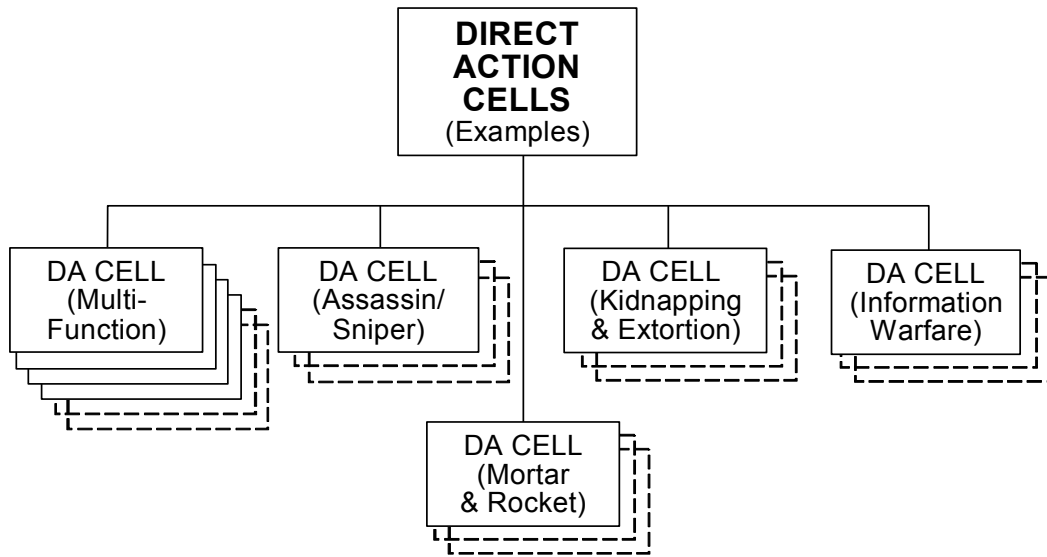 DIRECT
ACTION
CELLS
(Examples)
DA CELL
(Multi-
Function)
DA CELL
(Assassin/
Sniper)
DA CELL
(Kidnapping
& Extortion)
DA CELL
(Information
Warfare)
DA CELL
(Mortar
& Rocket)